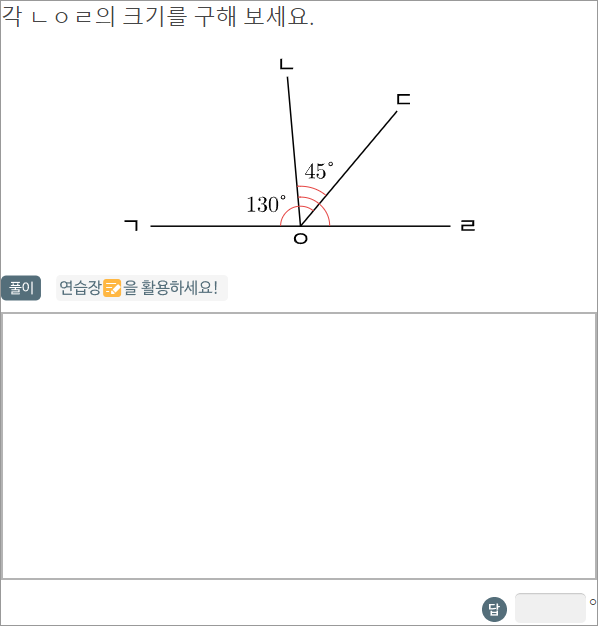 각 ㄴㅇㄹ의 크기를 구해 보세요.
ㄴ
ㄷ
45°
130°
ㄱ
ㄹ
ㅇ
풀이 연습장을 활용하세요!
답 °